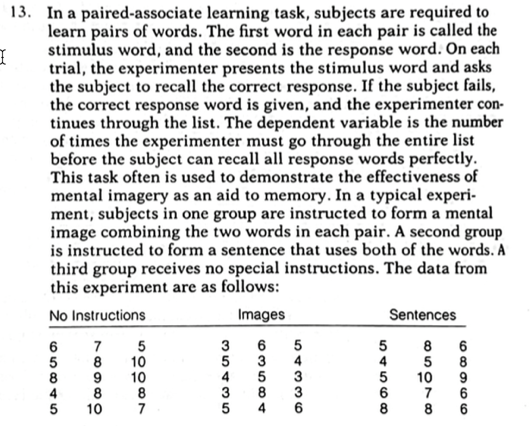 13. In a paired-associate learning task, subjects are required to
learn pairs of words. The first word in each pair is called the
stimulus word, and the second is the response word. On each
trial, the experimenter presents the stimulus word and asks
the subject to recall the correct response. If the subject fails,
the correct response word is given, and the experimenter con-
tinues through the list. The dependent variable is the number
of times the experimenter must go through the entire list
before the subject can recall all response words perfectly.
This task often is used to demonstrate the effectiveness of
mental imagery as an aid to memory. In a typical experi-
ment, subjects in one group are instructed to form a mental
image combining the two words in each pair. A second group
is instructed to form a sentence that uses both of the words. A
third group receives no special instructions. The data from
this experiment are as follows:
No Instructions Images Sentences
6 7 5 3 6 5 5 8 6
5 8 10 5 3 4 4 5 8
8 9 10 4 5 3 5 10 9
4 8 8 3 8 3 6 7 6
5 10 7 5 4 6 8 8 6